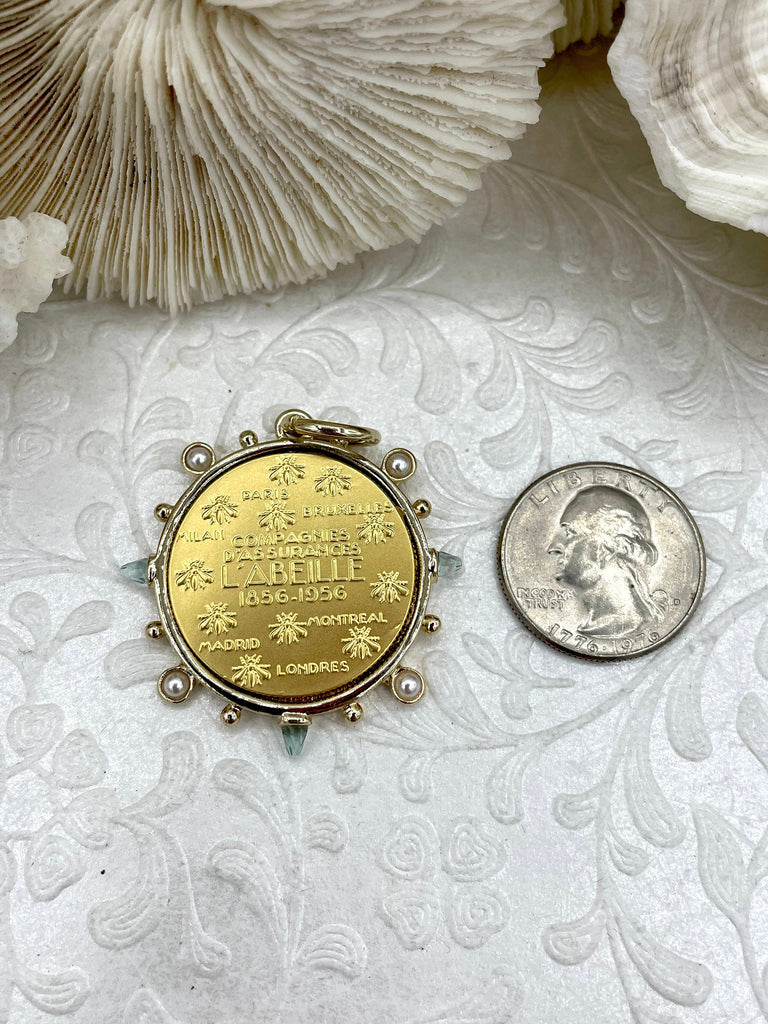 PARIS
BRUXELLES
MILAN
COMPAGNIES
D'ASSURANCES
L'ABEILLE
1856-1956
MONTREAL
MADRID
LONDRES
LIBERTY
IN GOD WE
TRUST
D
1776·1976